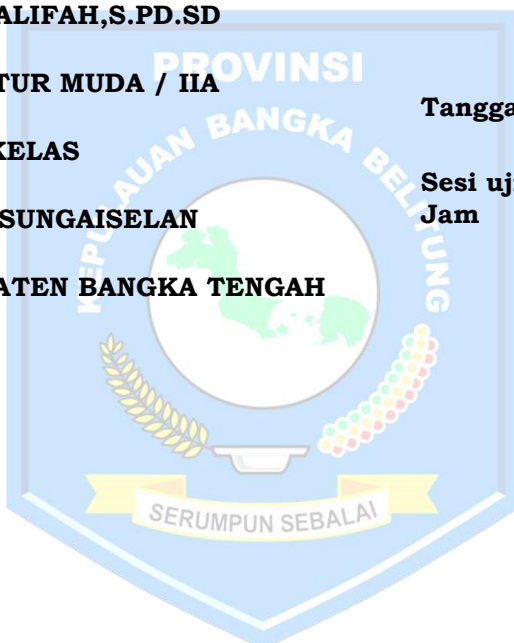 ALIFAH,S.PD.SD
TUR MUDA / IIA
KELAS
SUNGAISELAN
ATEN BANGKA TENGAH
Tangga
Sesi uj
Jam
PROVINSI
KEPULAUAN BANGKA BELITUNG
SERUMPUN SEBALAI